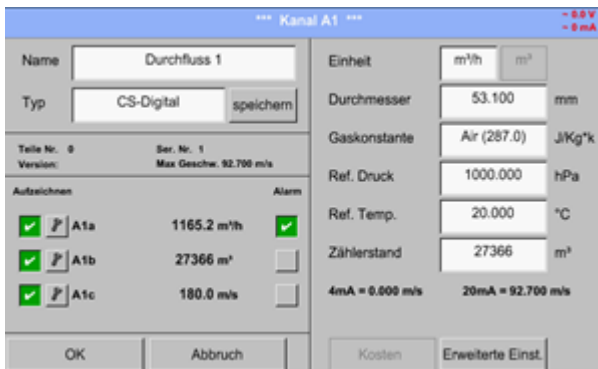 *** Kanal A1 ***
~ 0.0 V
~ 0 mA
Name Durchfluss 1
Typ CS-Digital speichern
Teile Nr. 0 Ser. Nr. 1
Version: Max Geschw. 92.700 m/s
Aufzeichnen Alarm
A1a 1165.2 m³/h
A1b 27366 m³
A1c 180.0 m/s
OK Abbruch
Einheit m³/h m³
Durchmesser 53.100 mm
Gaskonstante Air (287.0) J/Kg*k
Ref. Druck 1000.000 hPa
Ref. Temp. 20.000 °C
Zählerstand 27366 m³
4mA = 0.000 m/s 20mA = 92.700 m/s
Kosten Erweiterte Einst.